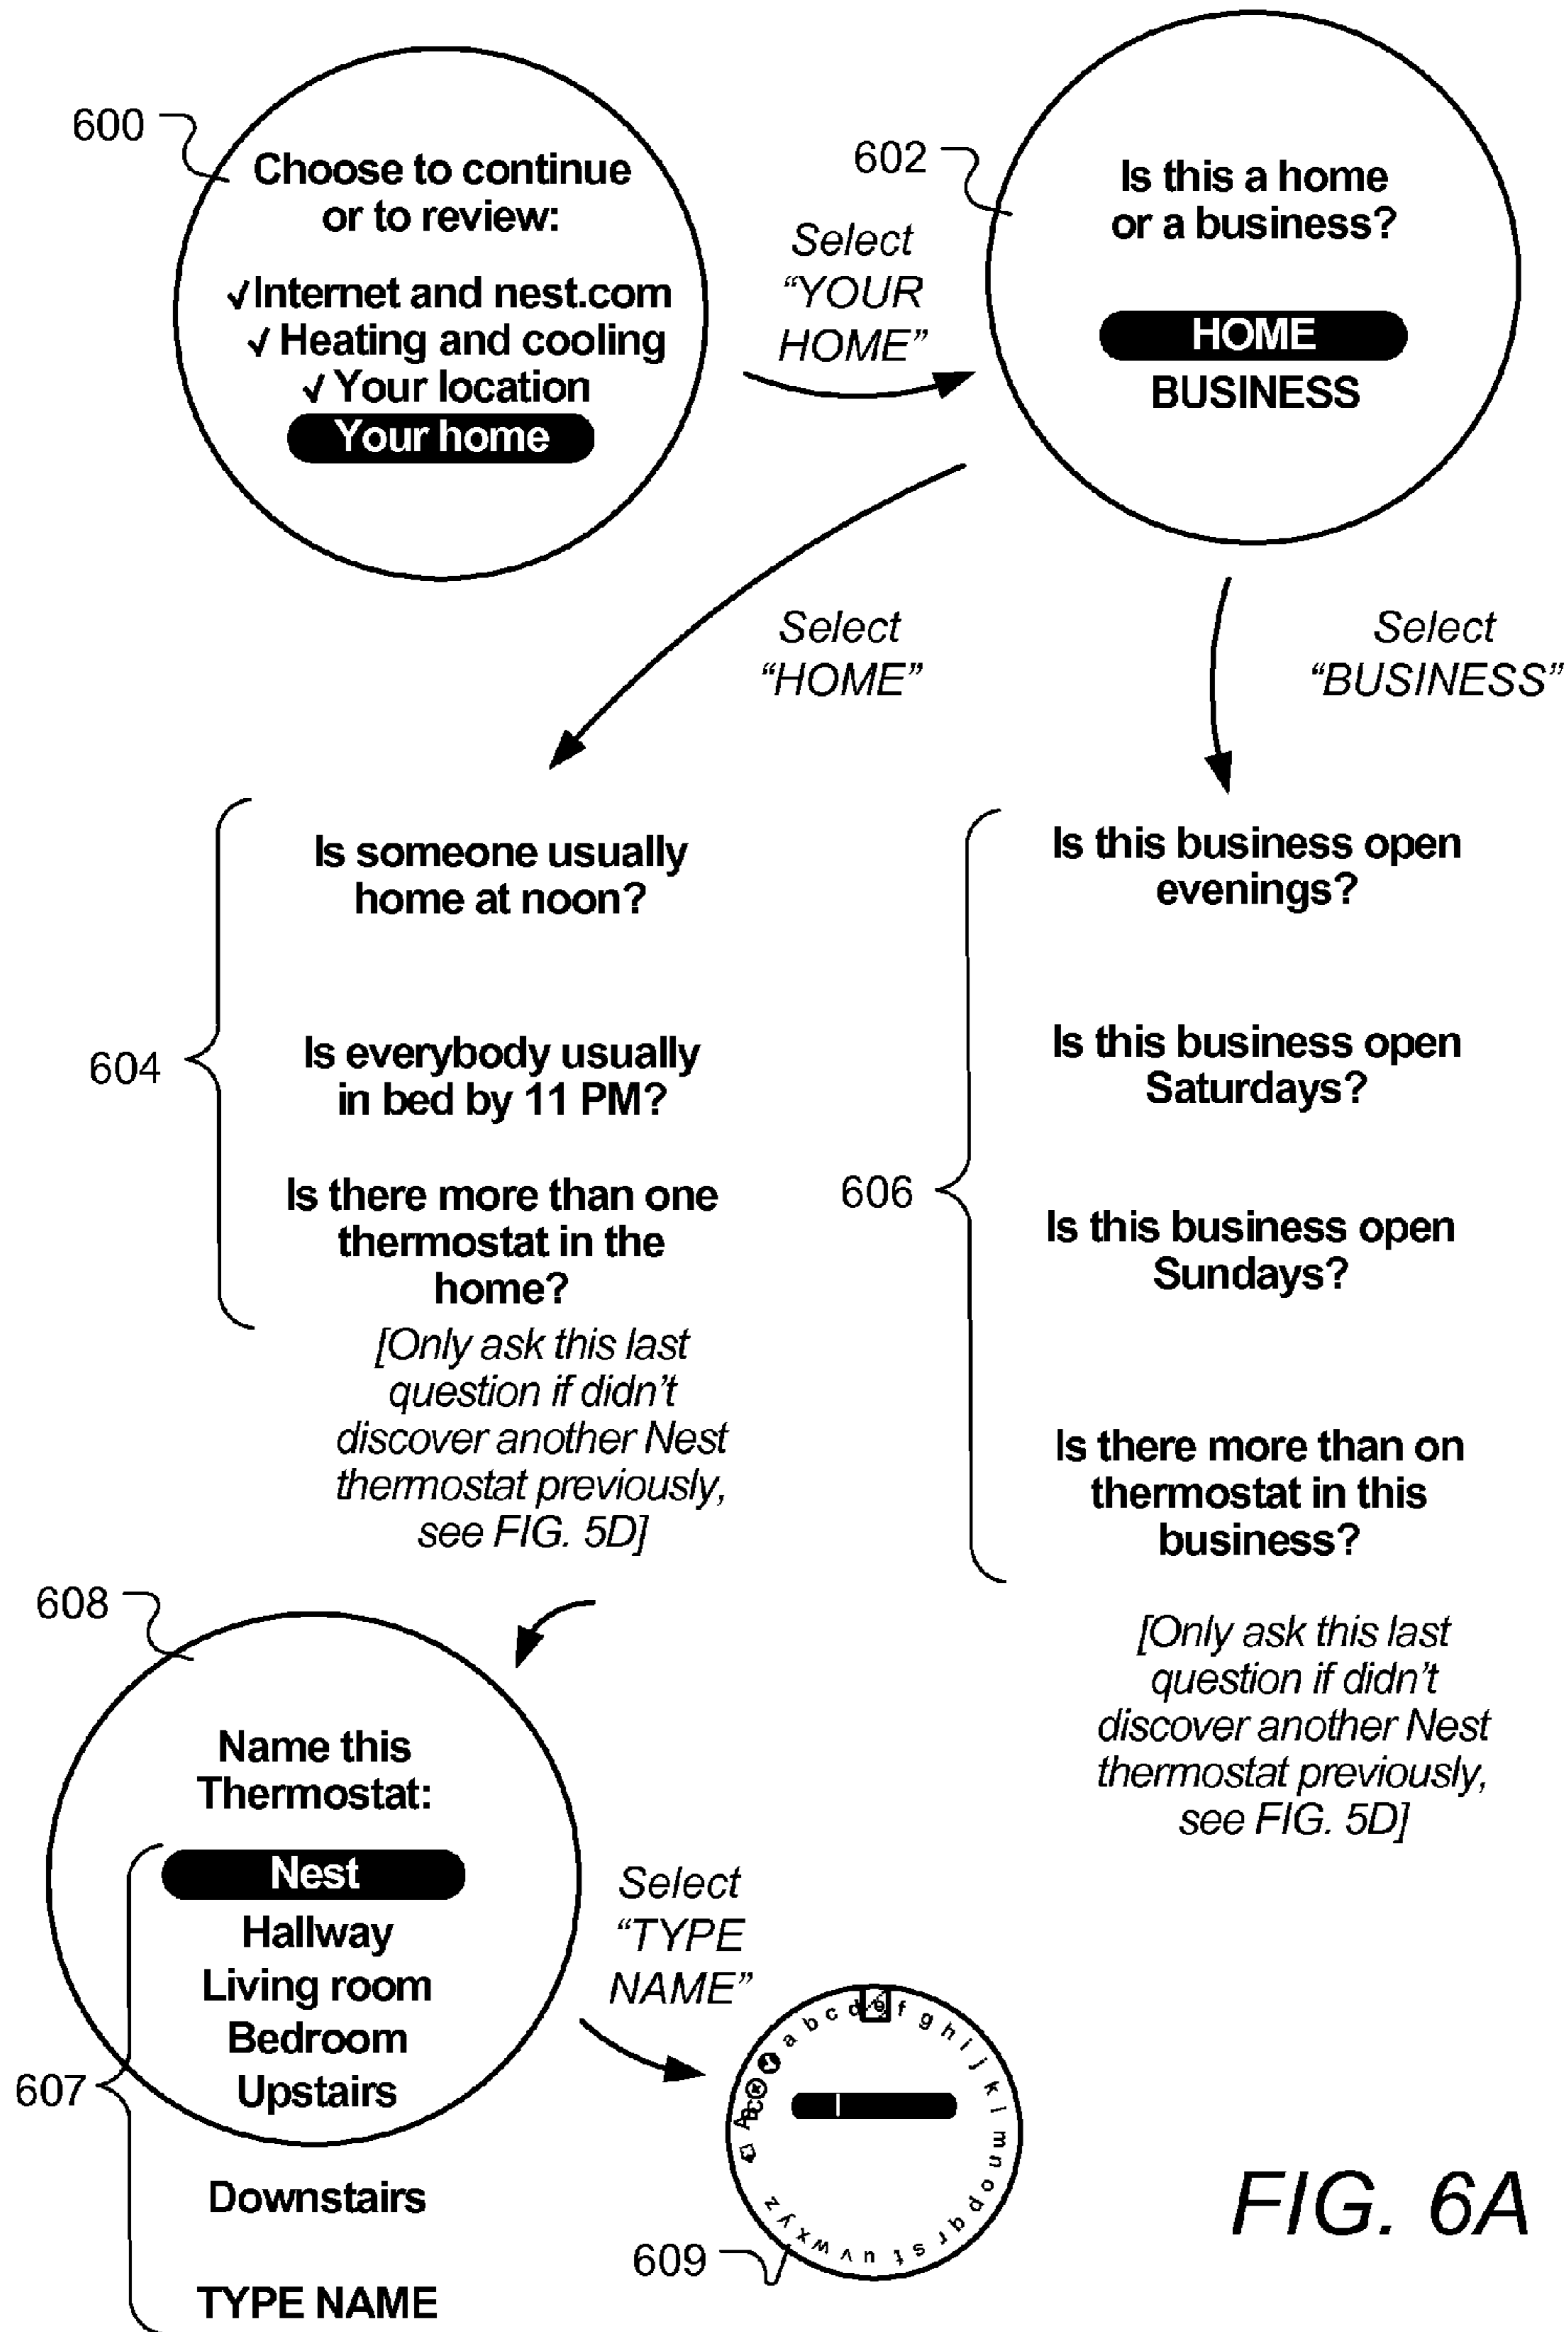 600
Choose to continue
or to review:
✓Internet and nest.com
✓ Heating and cooling
✓ Your location
Your home
Select
“YOUR
HOME”
602
Is this a home
or a business?
HOME
BUSINESS
Select
“HOME”
Select
“BUSINESS”
604
Is someone usually
home at noon?
Is everybody usually
in bed by 11 PM?
Is there more than one
thermostat in the
home?
[Only ask this last
question if didn’t
discover another Nest
thermostat previously,
see FIG. 5D]
606
Is this business open
evenings?
Is this business open
Saturdays?
Is this business open
Sundays?
Is there more than on
thermostat in this
business?
[Only ask this last
question if didn’t
discover another Nest
thermostat previously,
see FIG. 5D]
608
Name this
Thermostat:
607
Nest
Hallway
Living room
Bedroom
Upstairs
Downstairs
TYPE NAME
Select
“TYPE
NAME”
a b c d e f g h i j k l m n o p q r s t u v w x y z
609
FIG. 6A